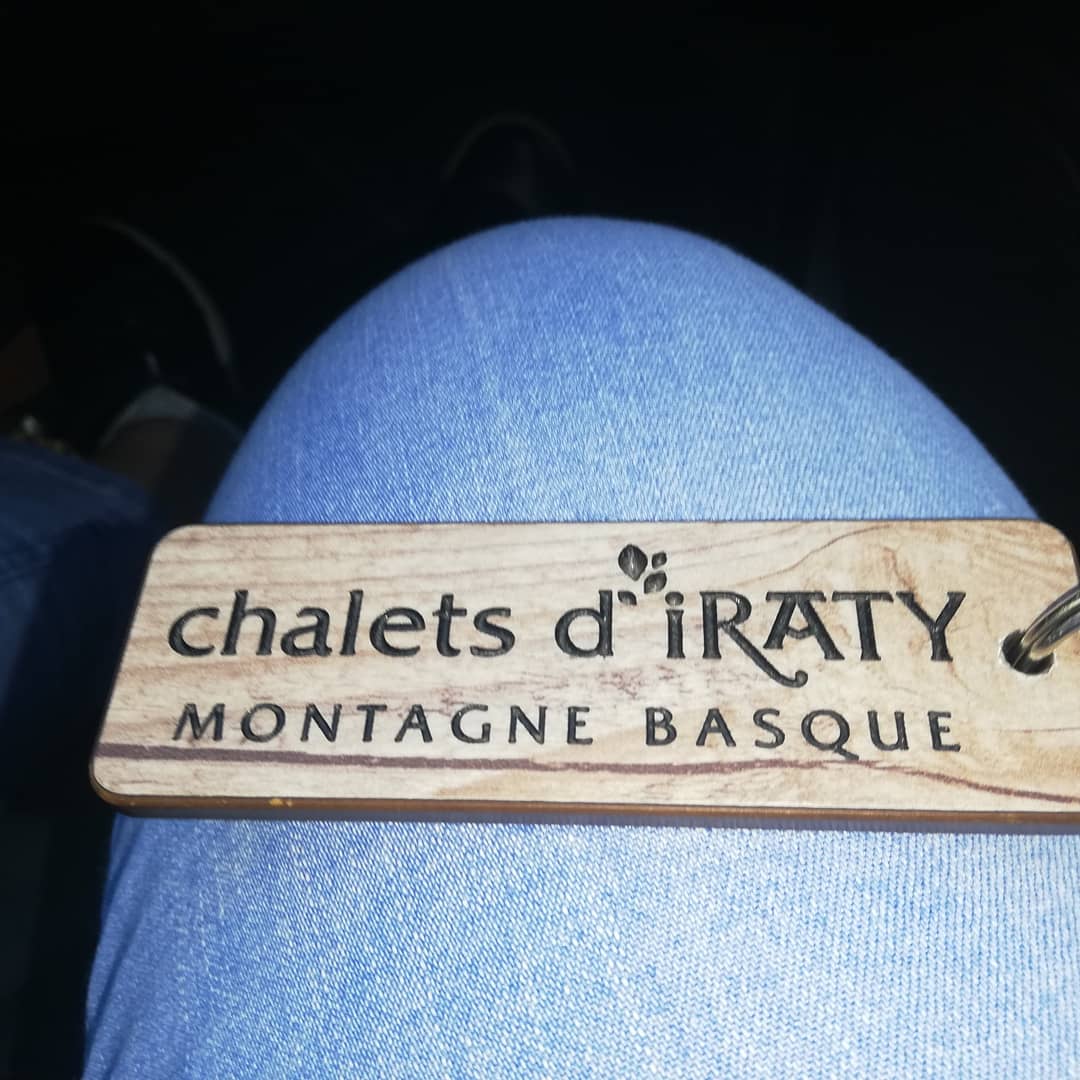 chalets d'iRATY
MONTAGNE BASQUE